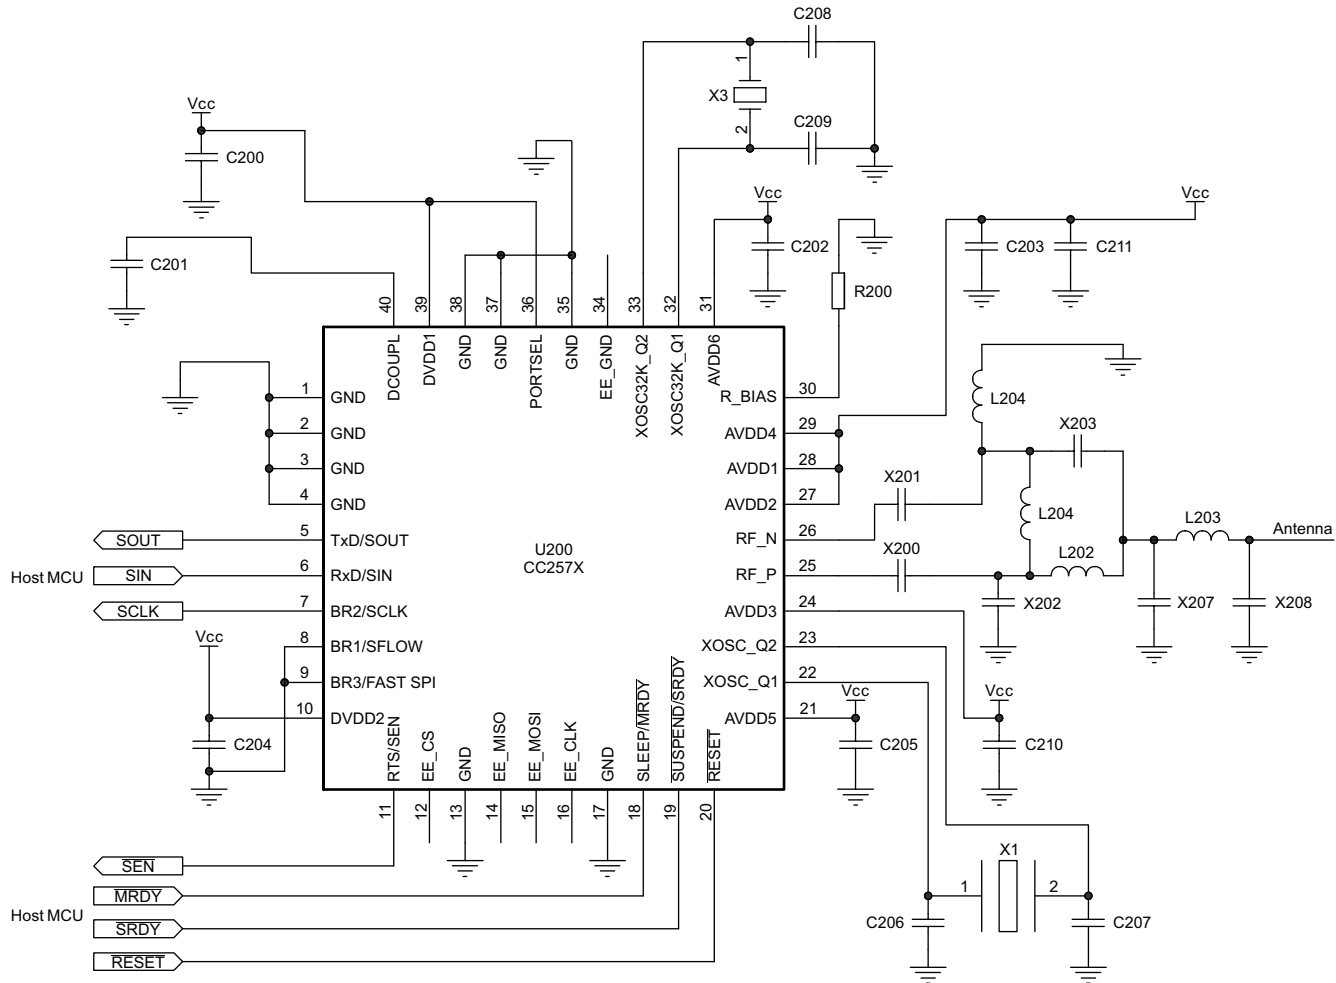 C208
1
X3
2
C209
Vcc
C200
C201
Vcc
C202
Vcc
C203
C211
R200
40
39
38
37
36
35
34
33
32
31
DCOUPL
DVDD1
GND
GND
PORTSEL
GND
EE_GND
XOSC32K_Q2
XOSC32K_Q1
AVDD6
1 GND
2 GND
3 GND
4 GND
SOUT 5 TxD/SOUT
Host MCU SIN 6 RxD/SIN
SCLK 7 BR2/SCLK
Vcc
8 BR1/SFLOW
9 BR3/FAST SPI
10 DVDD2
C204
U200
CC257X
R_BIAS 30
AVDD4 29
AVDD1 28
AVDD2 27
RF_N 26
RF_P 25
AVDD3 24
XOSC_Q2 23
XOSC_Q1 22
AVDD5 21
L204
X203
X201
L204
X200
L202
X202
L203
Antenna
X207
X208
Vcc
C205
Vcc
C210
RTS/SEN
EE_CS
GND
EE_MISO
EE_MOSI
EE_CLK
GND
SLEEP/MRDY
SUSPEND/SRDY
RESET
11
12
13
14
15
16
17
18
19
20
SEN
MRDY
Host MCU
SRDY
RESET
X1
1
2
C206
C207